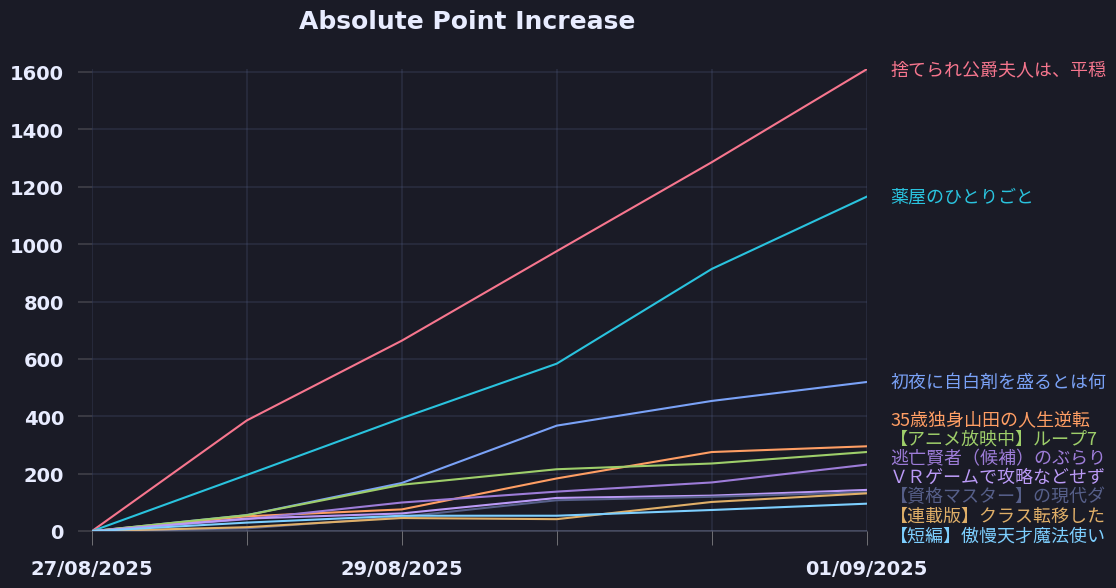 Absolute Point Increase
1600
1400
1200
1000
800
600
400
200
0
27/08/2025
29/08/2025
01/09/2025
捨てられ公爵夫人は、平穏
薬屋のひとりごと
初夜に自白剤を盛るとは何
35歳独身山田の人生逆転
【アニメ放映中】ループ7
逃亡賢者（候補）のぶらり
ＶＲゲームで攻略などせず
【資格マスター】の現代ダ
【連載版】クラス転移した
【短編】傲慢天才魔法使い